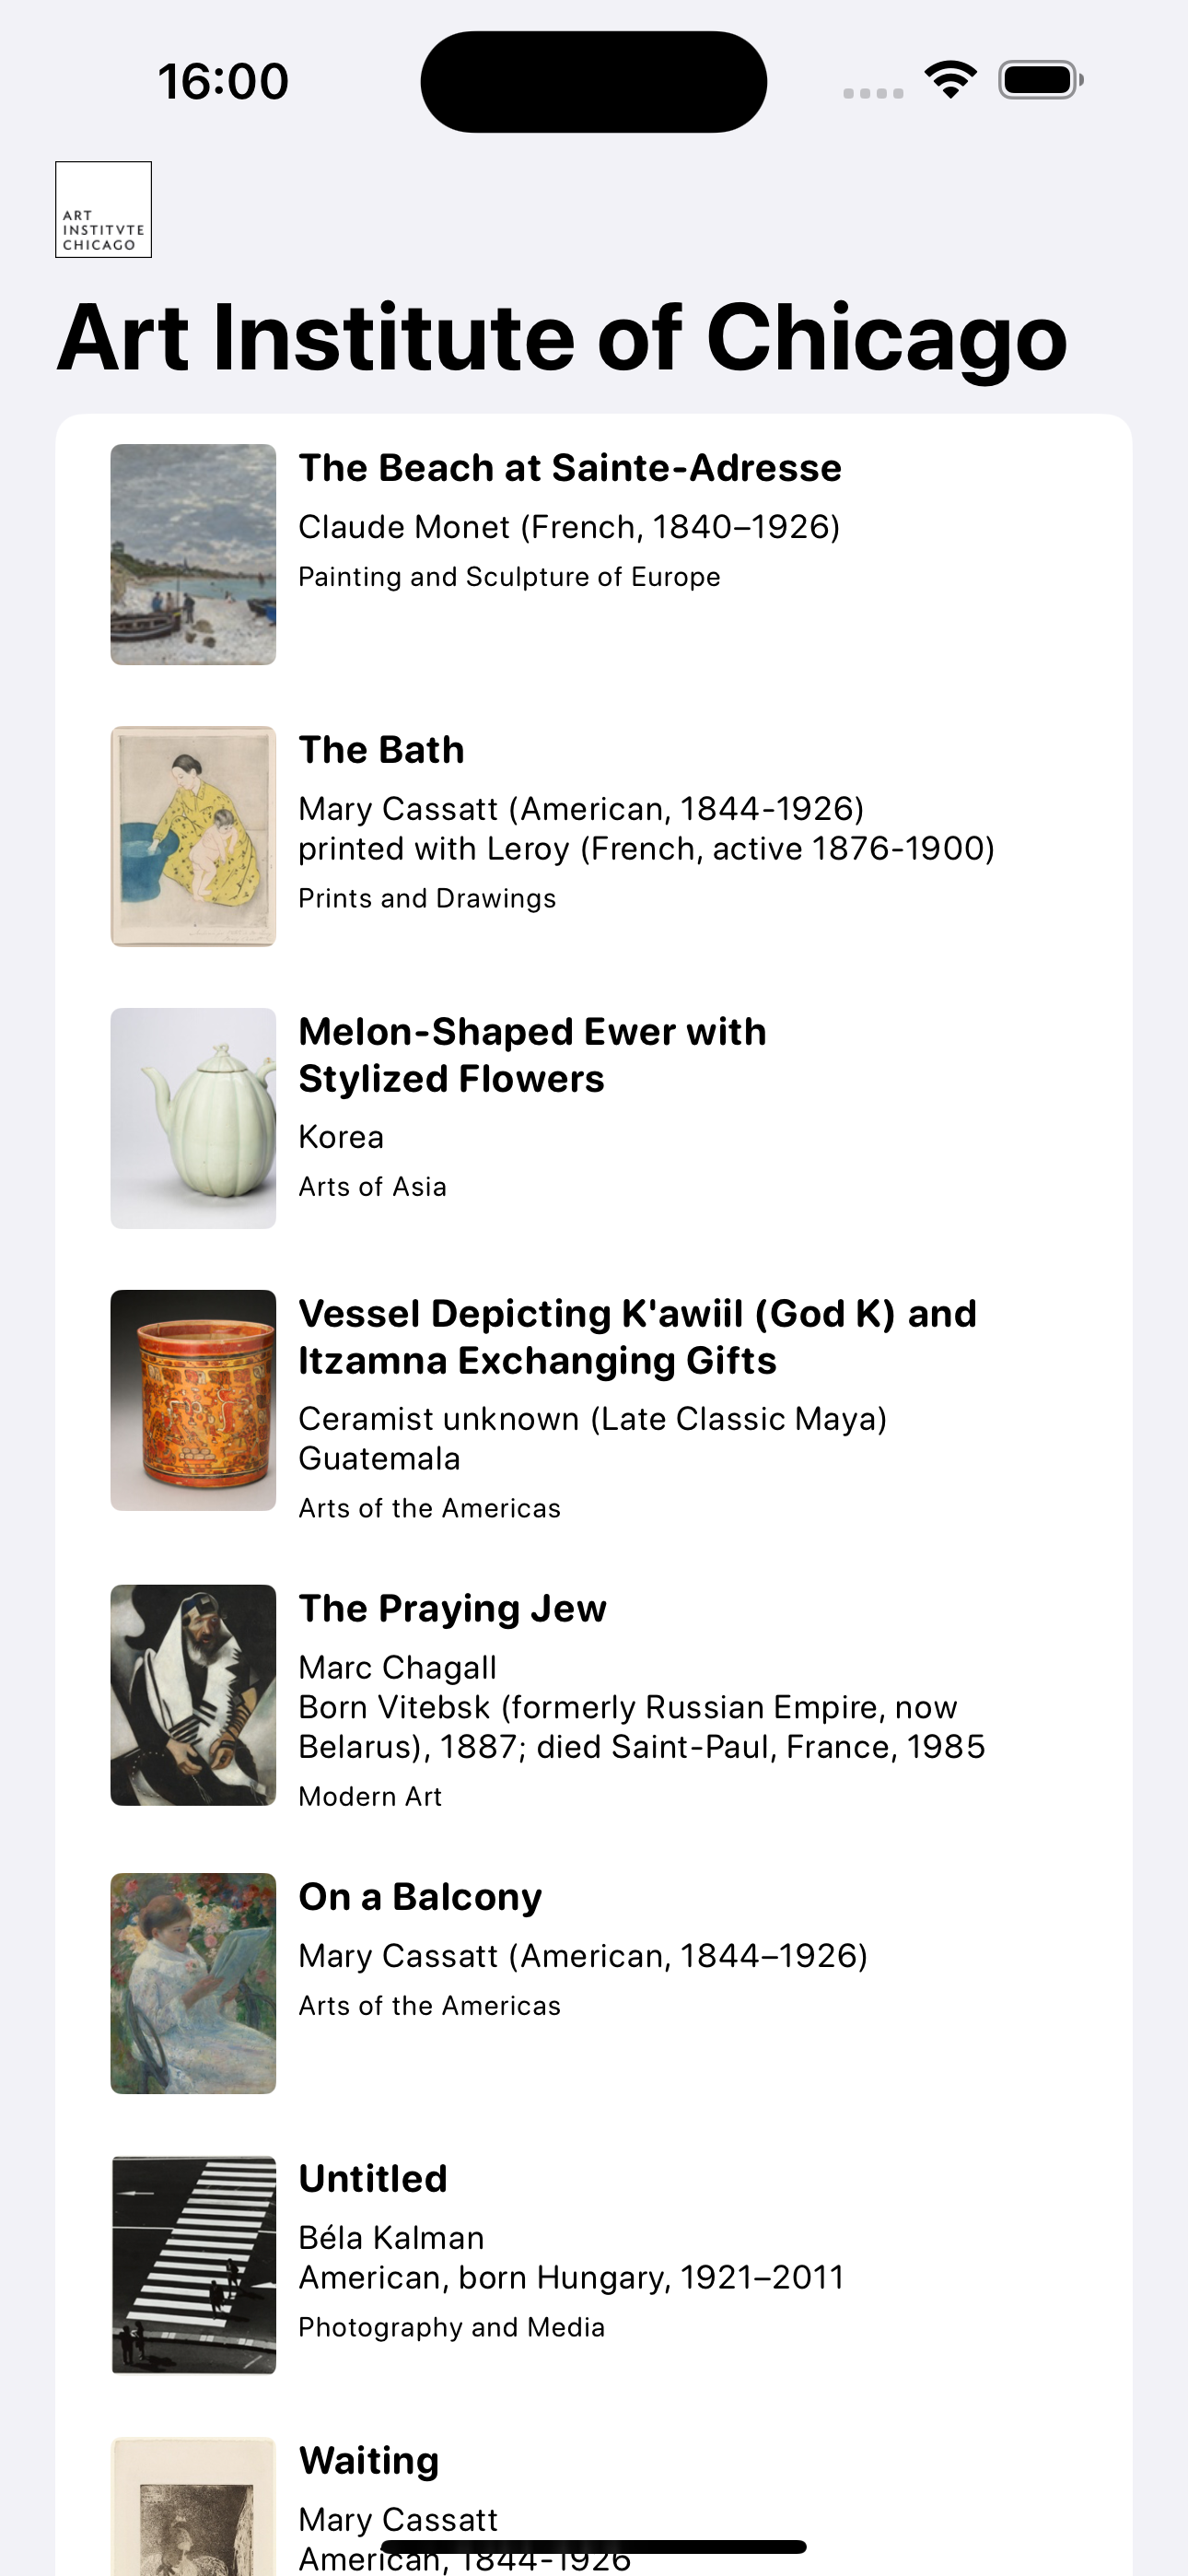 16:00
ART
INSTITVTE
CHICAGO
Art Institute of Chicago
The Beach at Sainte-Adresse
Claude Monet (French, 1840–1926)
Painting and Sculpture of Europe
The Bath
Mary Cassatt (American, 1844-1926)
printed with Leroy (French, active 1876-1900)
Prints and Drawings
Melon-Shaped Ewer with
Stylized Flowers
Korea
Arts of Asia
Vessel Depicting K'awiil (God K) and
Itzamna Exchanging Gifts
Ceramist unknown (Late Classic Maya)
Guatemala
Arts of the Americas
The Praying Jew
Marc Chagall
Born Vitebsk (formerly Russian Empire, now
Belarus), 1887; died Saint-Paul, France, 1985
Modern Art
On a Balcony
Mary Cassatt (American, 1844–1926)
Arts of the Americas
Untitled
Béla Kalman
American, born Hungary, 1921–2011
Photography and Media
Waiting
Mary Cassatt
American, 1844-1926